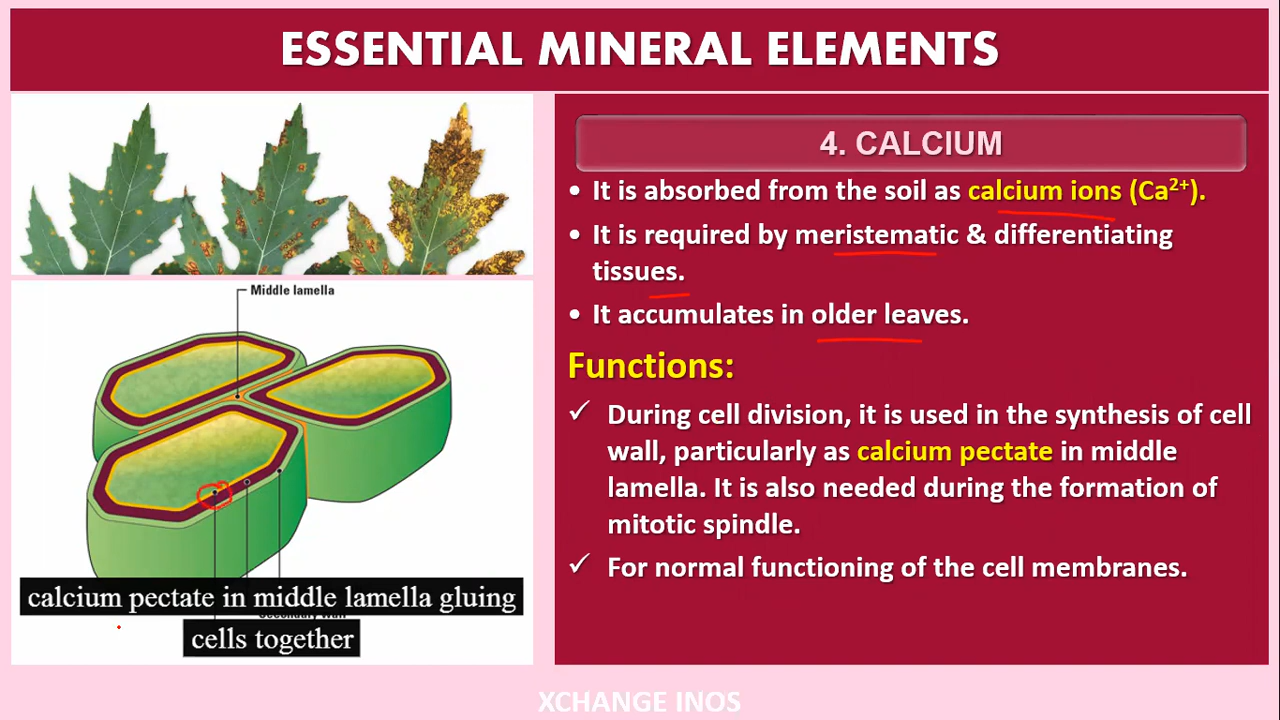 ESSENTIAL MINERAL ELEMENTS
Middle lamella
calcium pectate in middle lamella gluing
cells together
4. CALCIUM
• It is absorbed from the soil as calcium ions (Ca²⁺).
• It is required by meristematic & differentiating
tissues.
• It accumulates in older leaves.
Functions:
✓ During cell division, it is used in the synthesis of cell
wall, particularly as calcium pectate in middle
lamella. It is also needed during the formation of
mitotic spindle.
✓ For normal functioning of the cell membranes.
XCHANGE INOS